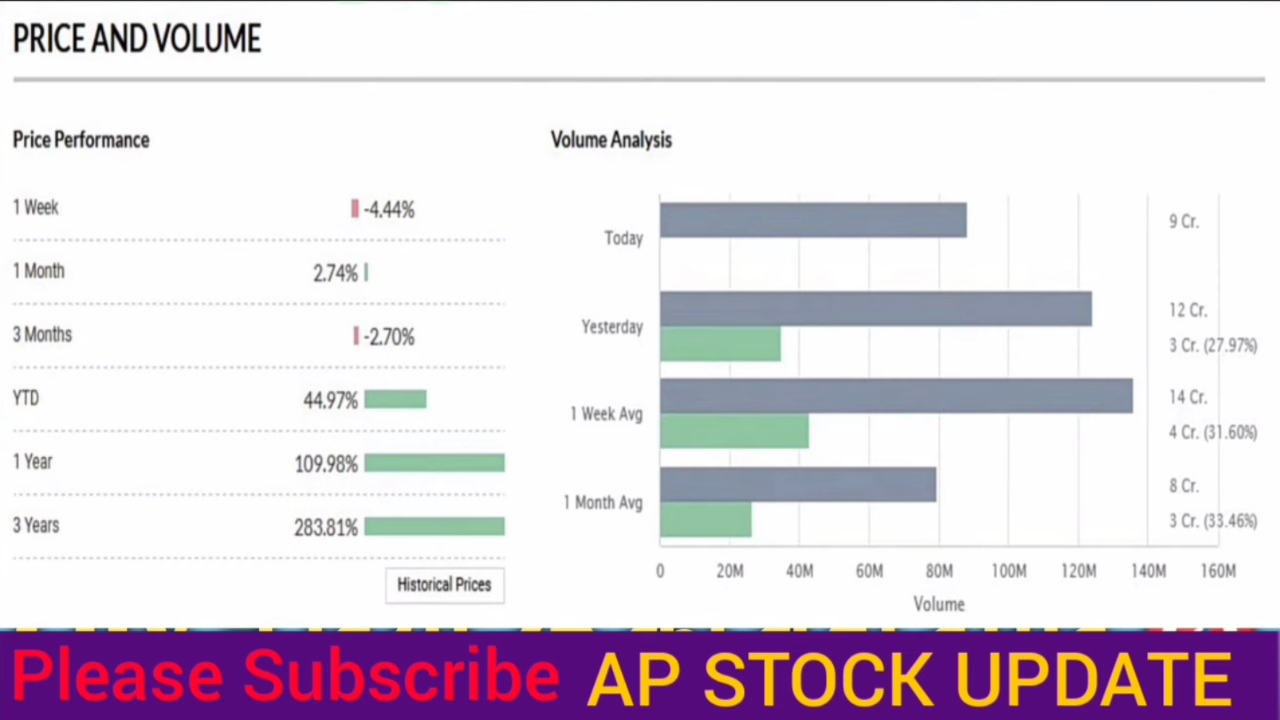 PRICE AND VOLUME
Price Performance
1 Week -4.44%
1 Month 2.74%
3 Months -2.70%
YTD 44.97%
1 Year 109.98%
3 Years 283.81%
Historical Prices
Volume Analysis
Today 9 Cr.
Yesterday 12 Cr.
3 Cr. (27.97%)
1 Week Avg 14 Cr.
4 Cr. (31.60%)
1 Month Avg 8 Cr.
3 Cr. (33.46%)
0 20M 40M 60M 80M 100M 120M 140M 160M
Volume
Please Subscribe AP STOCK UPDATE